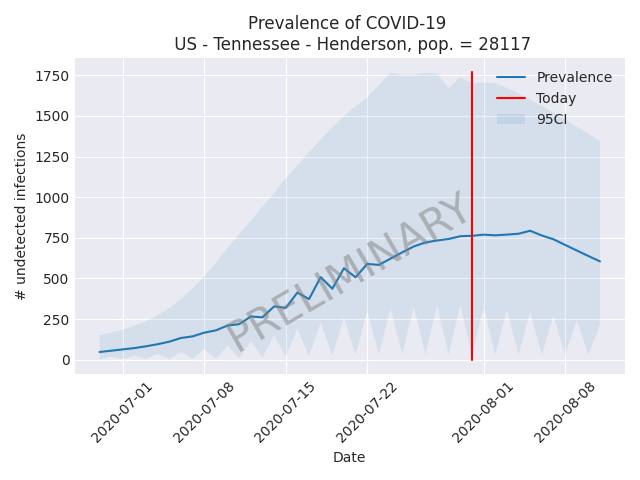 Prevalence of COVID-19
US - Tennessee - Henderson, pop. = 28117
Prevalence
Today
95CI
# undetected infections
1750
1500
1250
1000
750
500
250
0
PRELIMINARY
2020-07-01
2020-07-08
2020-07-15
2020-07-22
2020-08-01
2020-08-08
Date